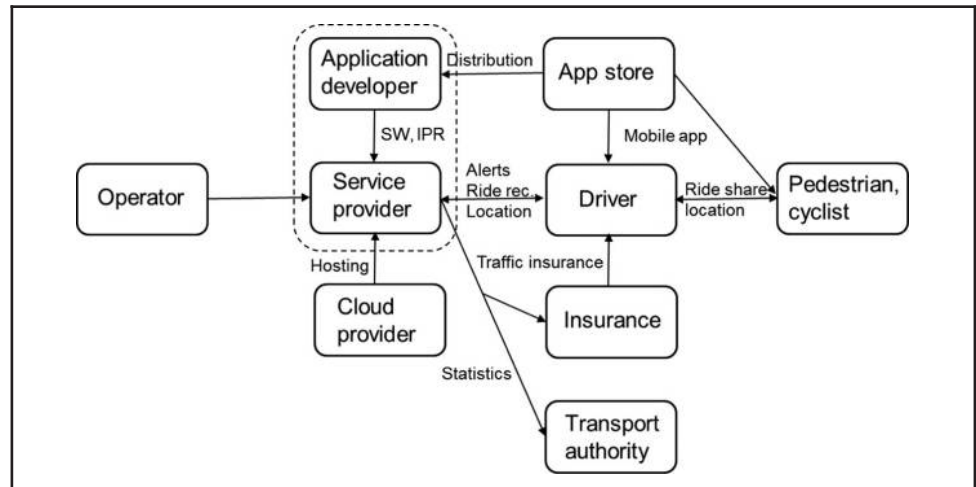 Application
developer
Distribution
App store
SW, IPR
Mobile app
Operator
Service
provider
Alerts
Ride rec.
Location
Driver
Ride share
location
Pedestrian,
cyclist
Hosting
Traffic insurance
Cloud
provider
Insurance
Statistics
Transport
authority